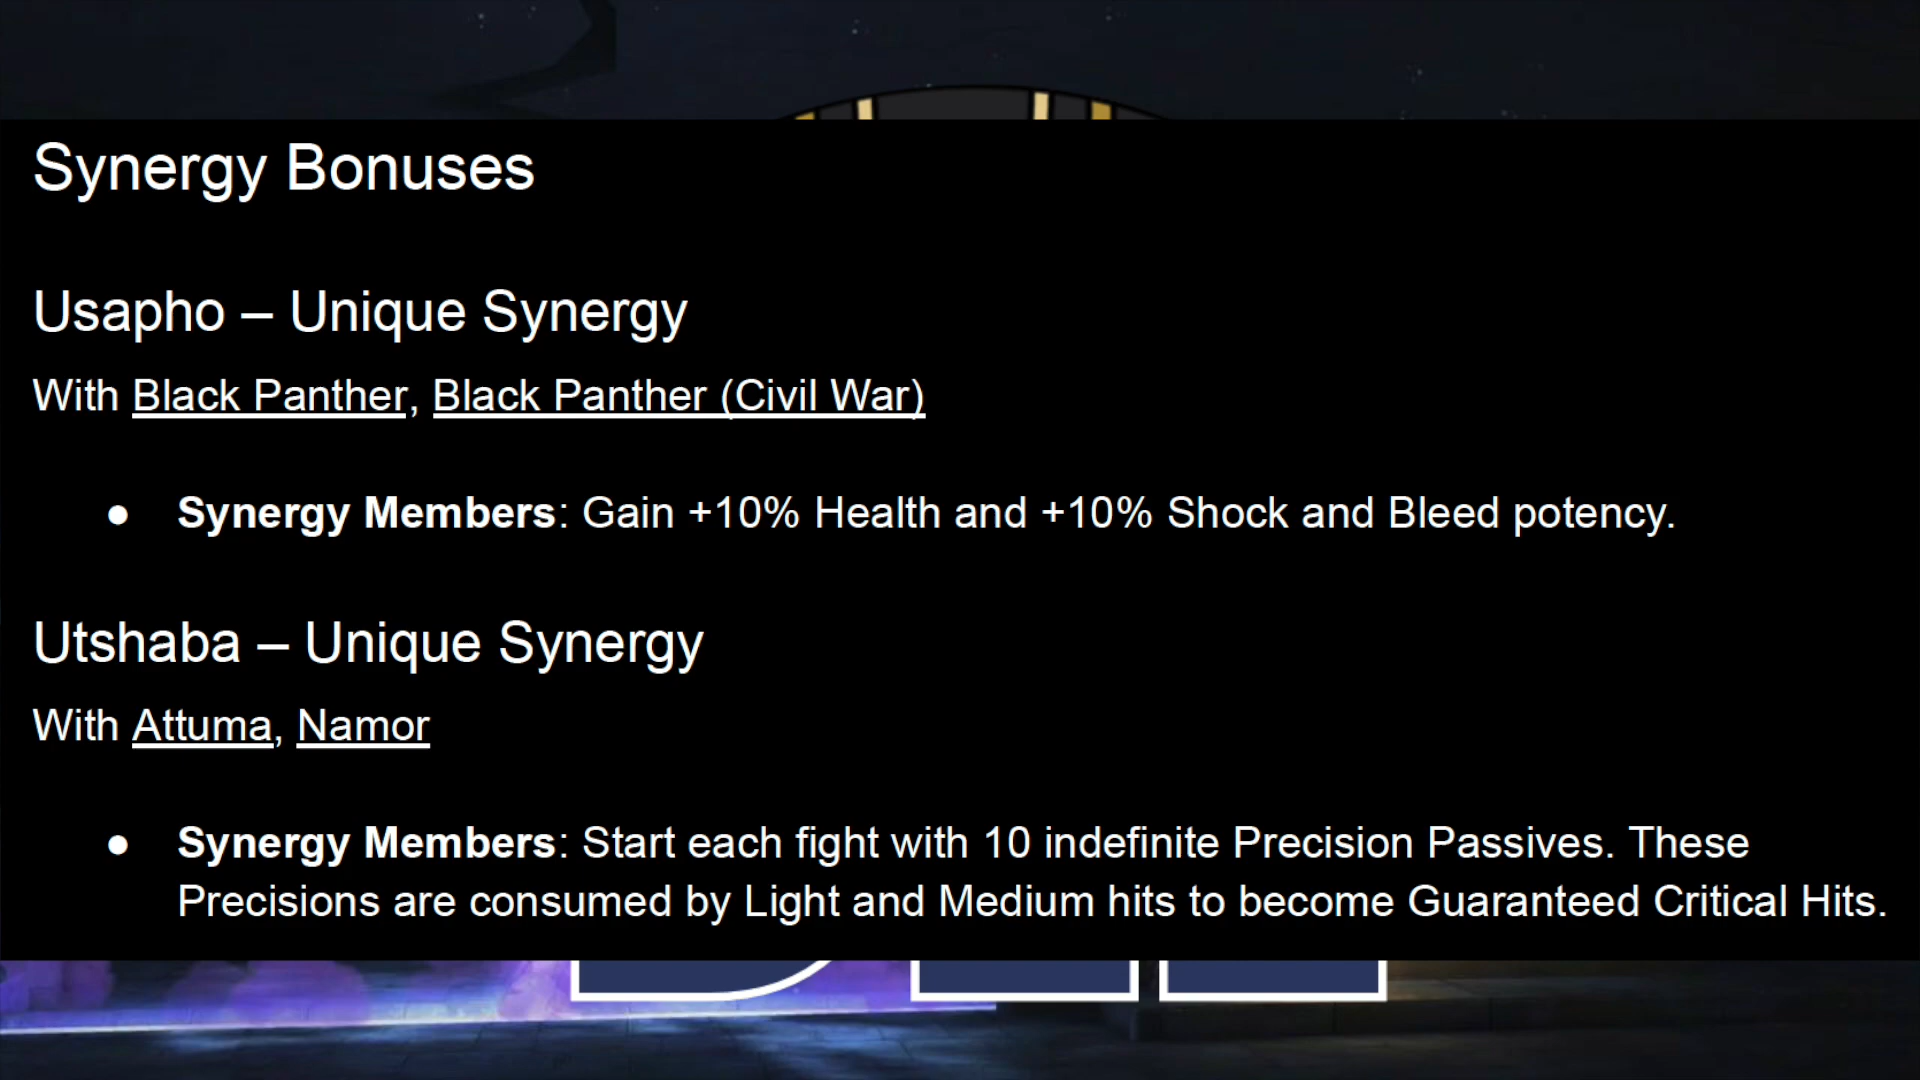 Synergy Bonuses
Usapho – Unique Synergy
With Black Panther, Black Panther (Civil War)
● Synergy Members: Gain +10% Health and +10% Shock and Bleed potency.
Utshaba – Unique Synergy
With Attuma, Namor
● Synergy Members: Start each fight with 10 indefinite Precision Passives. These
Precisions are consumed by Light and Medium hits to become Guaranteed Critical Hits.